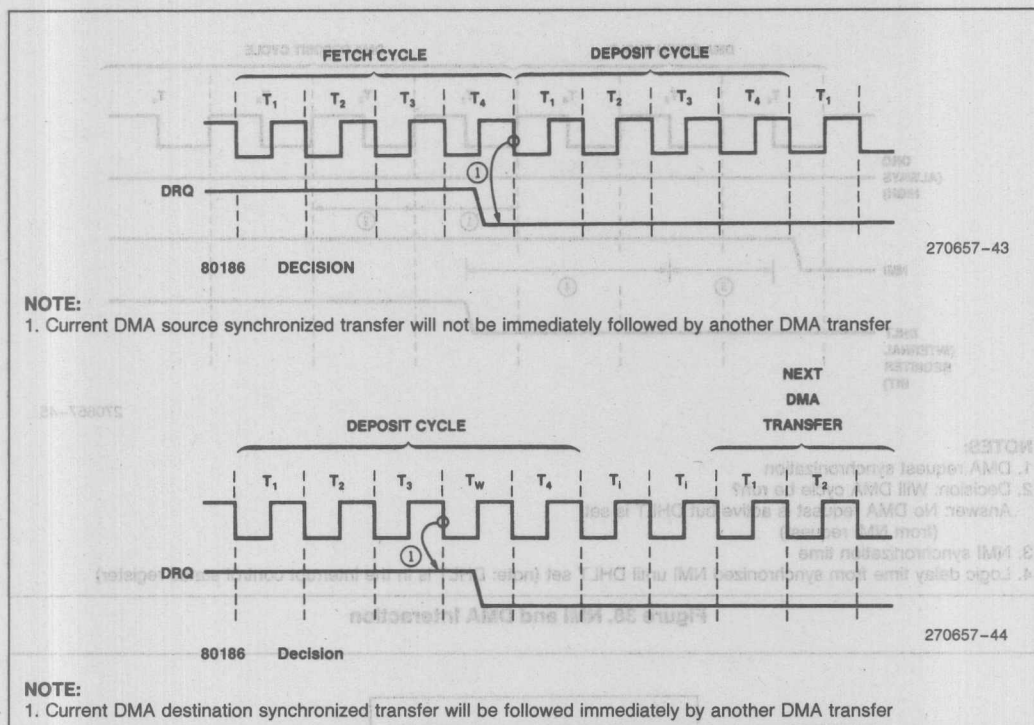 FETCH CYCLE DEPOSIT CYCLE
T1 T2 T3 T4 T1 T2 T3 T4 T1
1
DRQ
270657–43
80186 DECISION
NOTE:
1. Current DMA source synchronized transfer will not be immediately followed by another DMA transfer
NEXT
DMA
TRANSFER
DEPOSIT CYCLE
T1 T2 T3 TW T4 Ti Ti T1 T2
1
DRQ
270657–44
80186 Decision
NOTE:
1. Current DMA destination synchronized transfer will be followed immediately by another DMA transfer